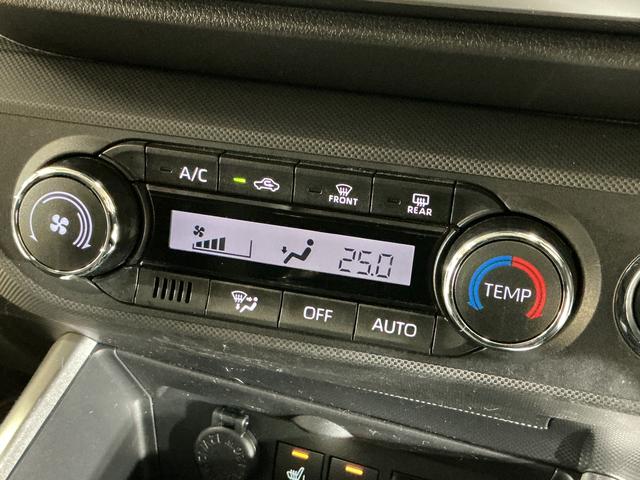 A/C
FRONT
REAR
25.0
TEMP
OFF
AUTO